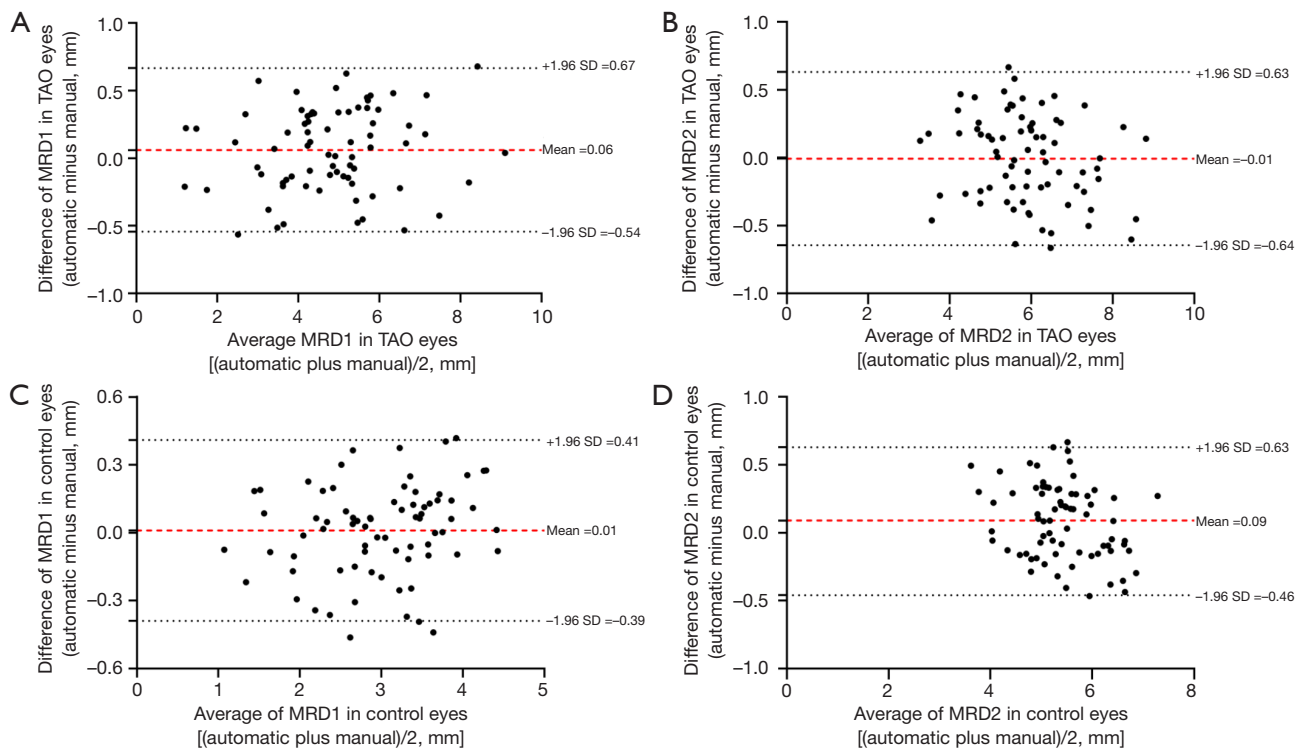 A
Difference of MRD1 in TAO eyes
(automatic minus manual, mm)
1.0
0.5
0.0
−0.5
−1.0
+1.96 SD =0.67
Mean =0.06
−1.96 SD =−0.54
0 2 4 6 8 10
Average MRD1 in TAO eyes
[(automatic plus manual)/2, mm]
B
Difference of MRD2 in TAO eyes
(automatic minus manual, mm)
1.0
0.5
0.0
−0.5
−1.0
+1.96 SD =0.63
Mean =−0.01
−1.96 SD =−0.64
0 2 4 6 8 10
Average of MRD2 in TAO eyes
[(automatic plus manual)/2, mm]
C
Difference of MRD1 in control eyes
(automatic minus manual, mm)
0.6
0.3
0.0
−0.3
−0.6
+1.96 SD =0.41
Mean =0.01
−1.96 SD =−0.39
0 1 2 3 4 5
Average of MRD1 in control eyes
[(automatic plus manual)/2, mm]
D
Difference of MRD2 in control eyes
(automatic minus manual, mm)
1.0
0.5
0.0
−0.5
−1.0
+1.96 SD =0.63
Mean =0.09
−1.96 SD =−0.46
0 2 4 6 8
Average of MRD2 in control eyes
[(automatic plus manual)/2, mm]